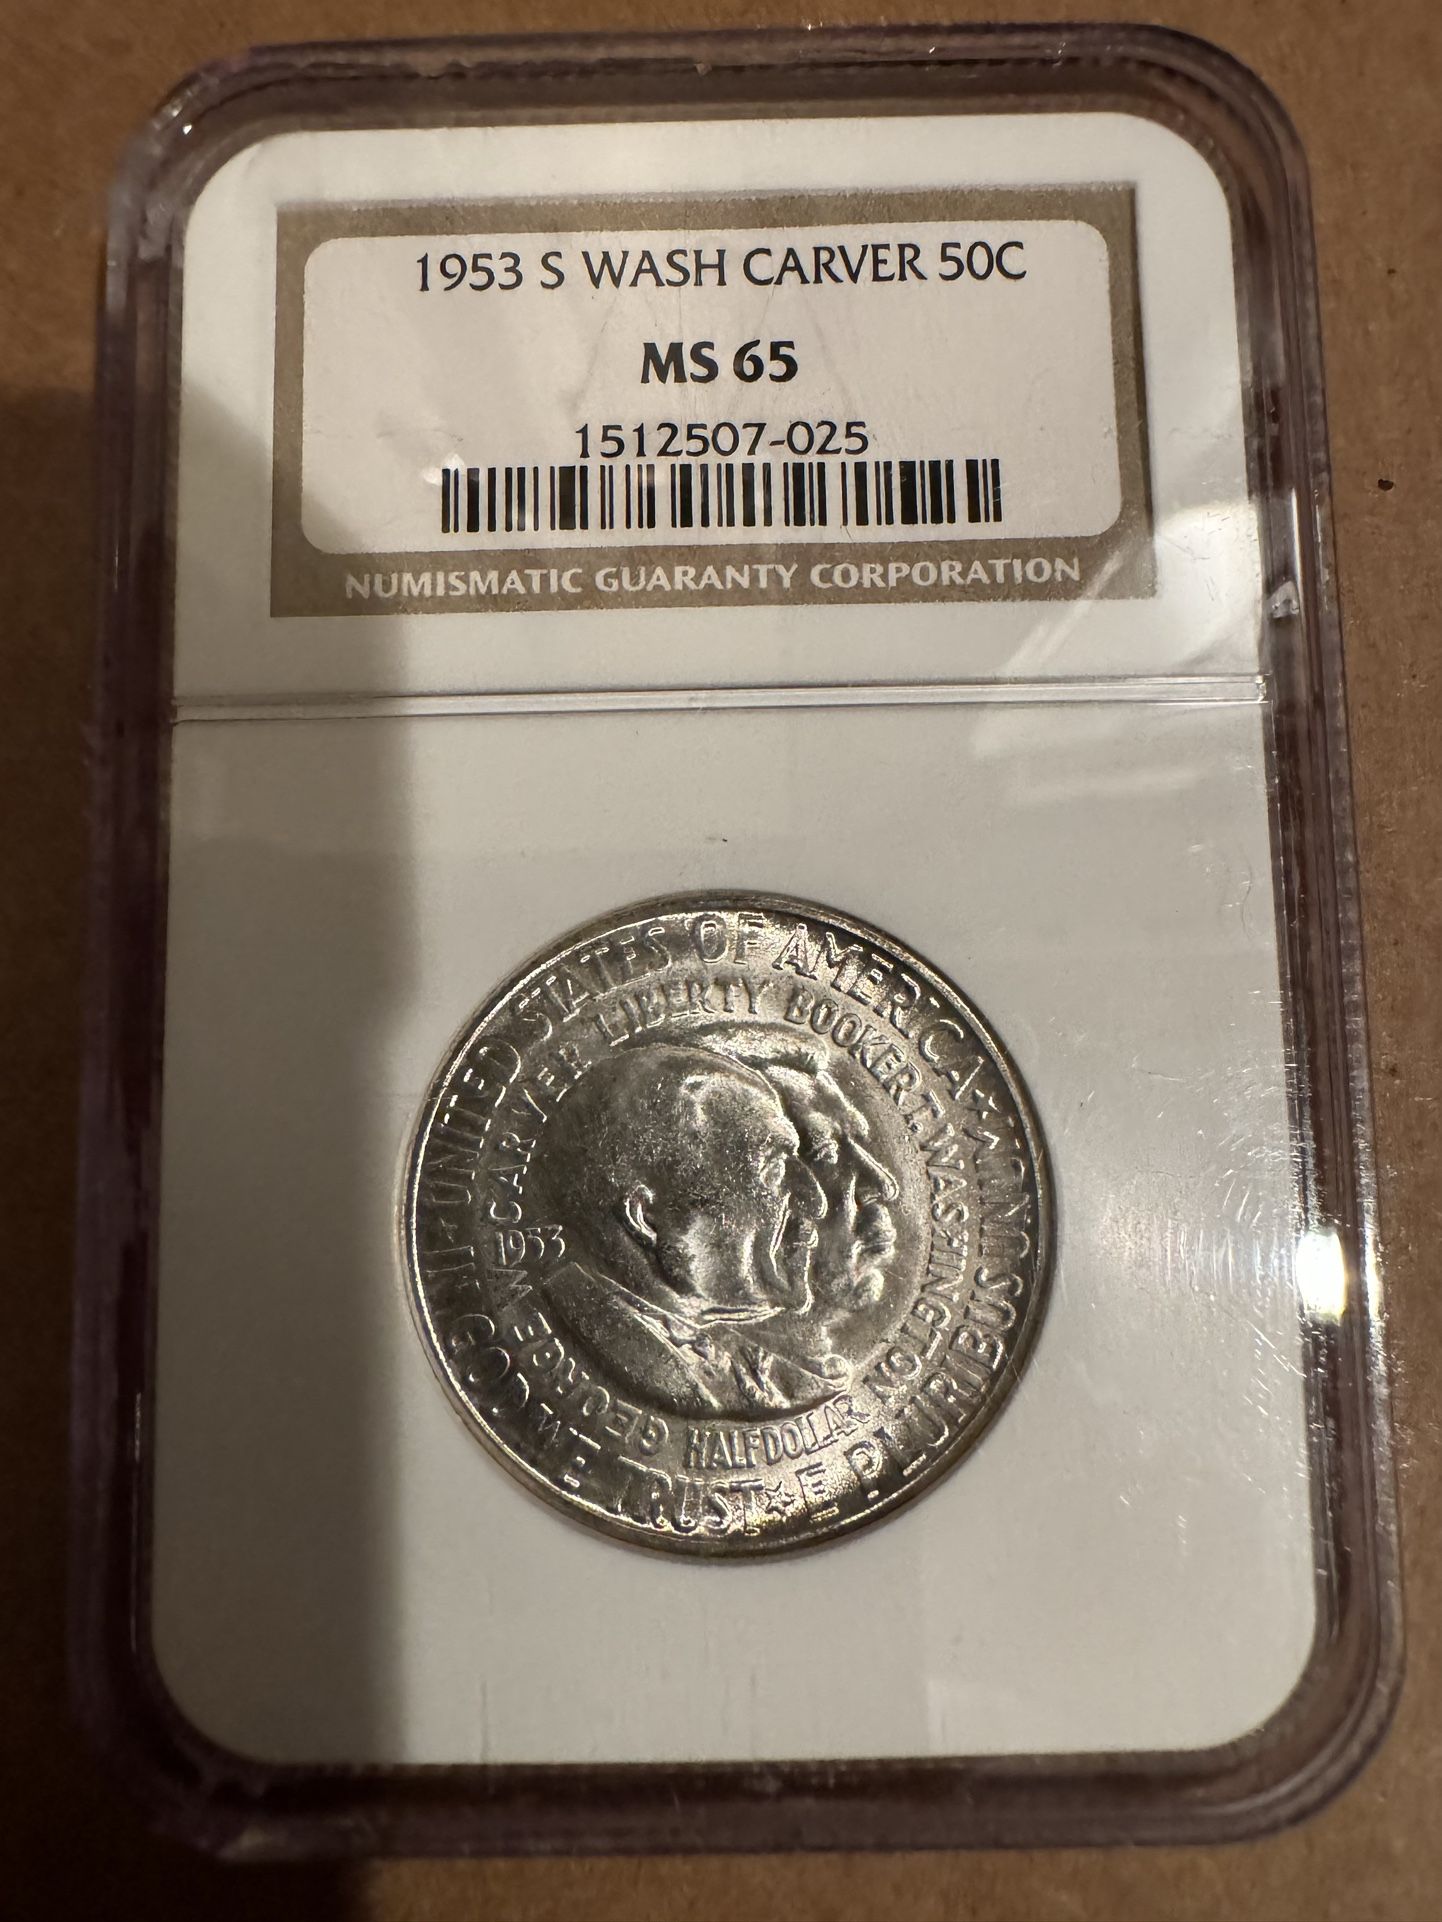 1953 S WASH CARVER 50C
MS 65
1512507-025
NUMISMATIC GUARANTY CORPORATION
UNITED STATES OF AMERICA
E PLURIBUS UNUM
IN GOD WE TRUST
LIBERTY
BOOKER T. WASHINGTON
GEORGE W. CARVER
1953
HALF DOLLAR